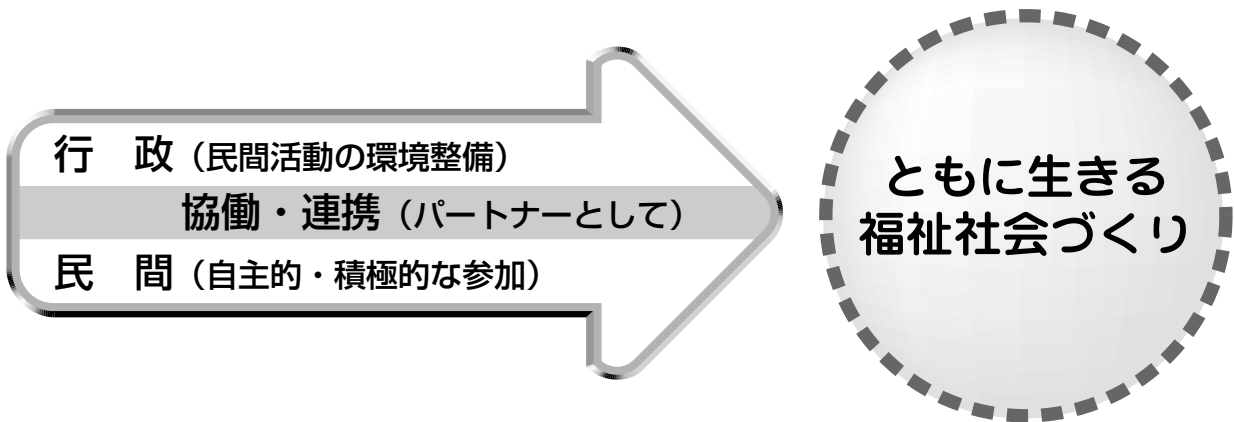 行　政（民間活動の環境整備）
協働・連携（パートナーとして）
民　間（自主的・積極的な参加）
ともに生きる
福祉社会づくり